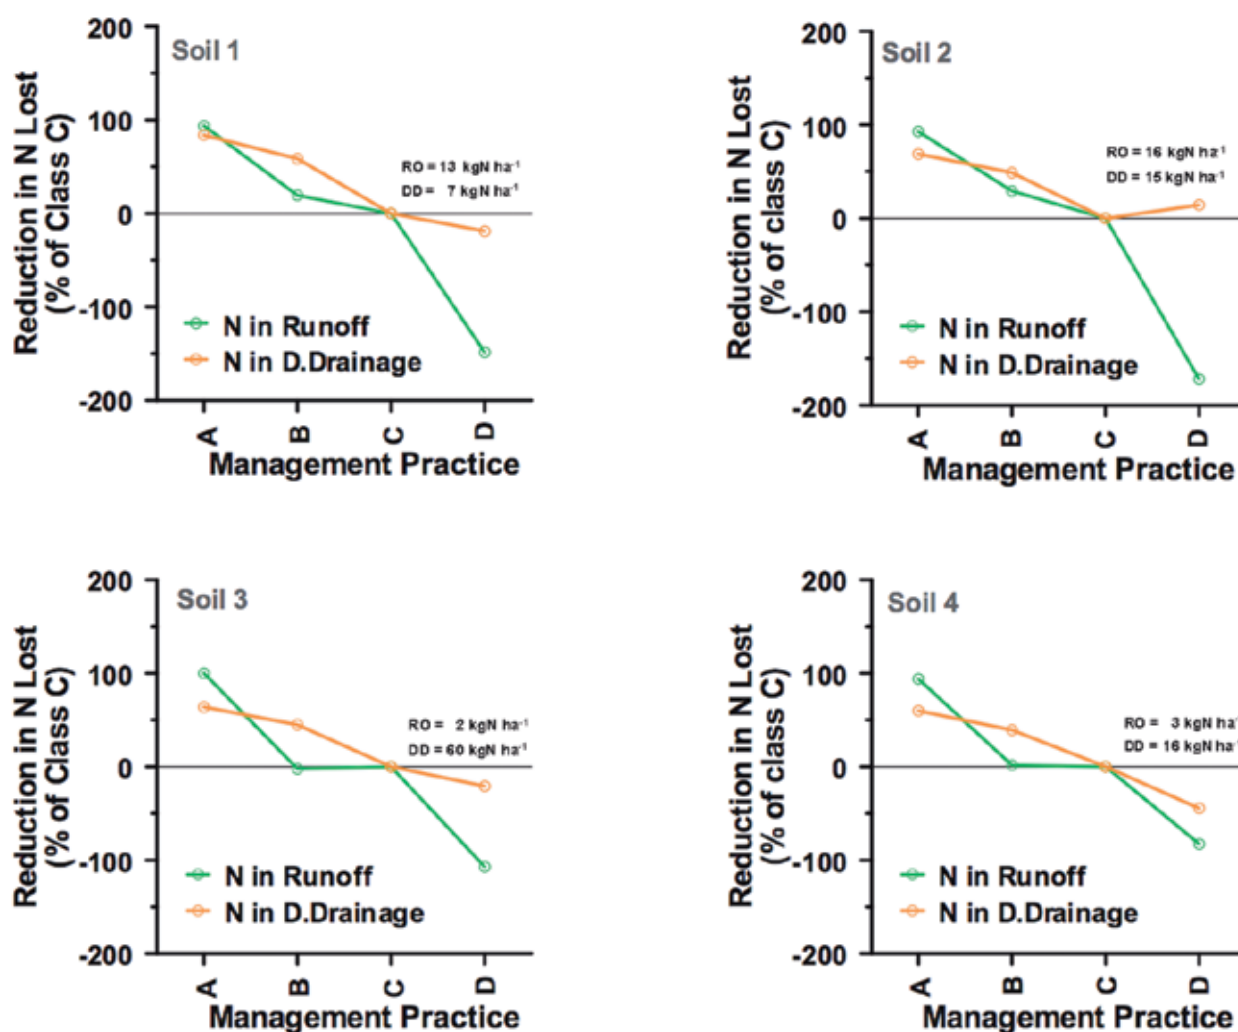 Soil 1
Reduction in N Lost
(% of Class C)
200
100
0
-100
-200
RO = 13 kgN ha-1
DD = 7 kgN ha-1
N in Runoff
N in D.Drainage
A
B
C
D
Management Practice
Soil 2
Reduction in N Lost
(% of class C)
200
100
0
-100
-200
RO = 16 kgN ha-1
DD = 15 kgN ha-1
N in Runoff
N in D.Drainage
A
B
C
D
Management Practice
Soil 3
Reduction in N Lost
(% of Class C)
200
100
0
-100
-200
RO = 2 kgN ha-1
DD = 60 kgN ha-1
N in Runoff
N in D.Drainage
A
B
C
D
Management Practice
Soil 4
Reduction in N Lost
(% of class C)
200
100
0
-100
-200
RO = 3 kgN ha-
DD = 16 kgN ha-
N in Runoff
N in D.Drainage
A
B
C
D
Management Practice